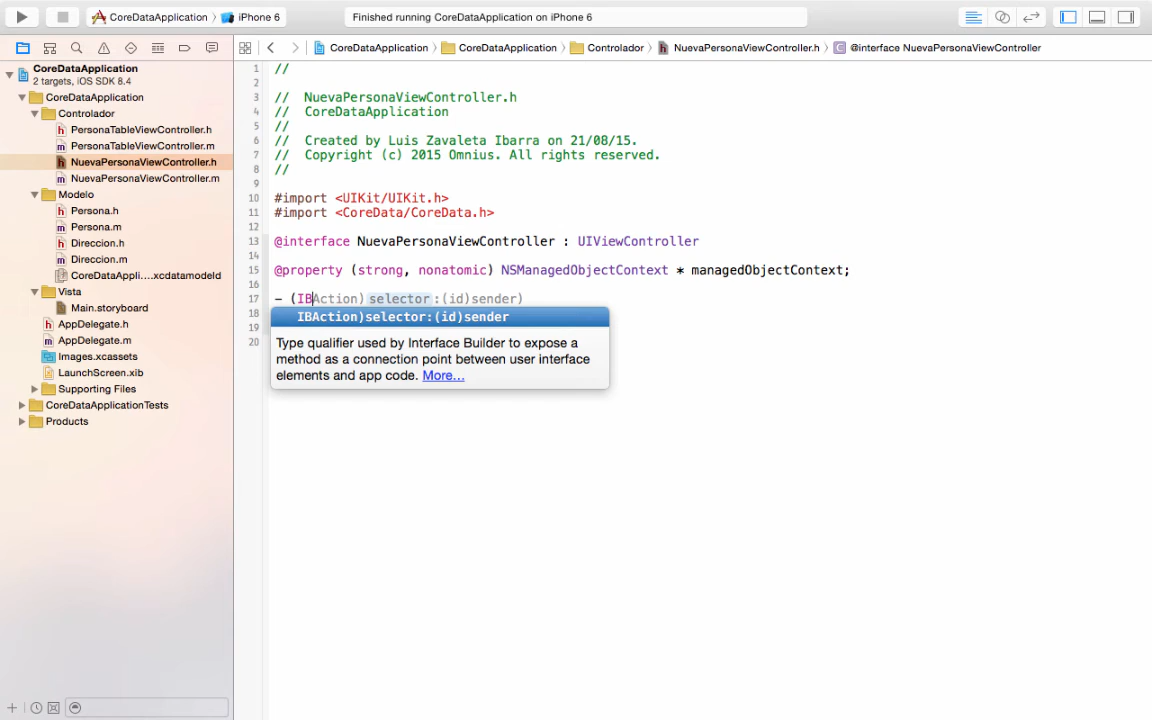 CoreDataApplication
iPhone 6
Finished running CoreDataApplication on iPhone 6
CoreDataApplication
CoreDataApplication
Controlador
NuevaPersonaViewController.h
@interface NuevaPersonaViewController
CoreDataApplication
2 targets, iOS SDK 8.4
CoreDataApplication
Controlador
PersonaTableViewController.h
PersonaTableViewController.m
NuevaPersonaViewController.h
NuevaPersonaViewController.m
Modelo
Persona.h
Persona.m
Direccion.h
Direccion.m
CoreDataAppli....xcdatamodeld
Vista
Main.storyboard
AppDelegate.h
AppDelegate.m
Images.xcassets
LaunchScreen.xib
Supporting Files
CoreDataApplicationTests
Products
1 //
2
3 // NuevaPersonaViewController.h
4 // CoreDataApplication
5 //
6 // Created by Luis Zavaleta Ibarra on 21/08/15.
7 // Copyright (c) 2015 Omnius. All rights reserved.
8 //
9
10 #import <UIKit/UIKit.h>
11 #import <CoreData/CoreData.h>
12
13 @interface NuevaPersonaViewController : UIViewController
14
15 @property (strong, nonatomic) NSManagedObjectContext * managedObjectContext;
16
17 - (IBAction)selector:(id)sender)
18
19
20
IBAction)selector:(id)sender
Type qualifier used by Interface Builder to expose a
method as a connection point between user interface
elements and app code. More...